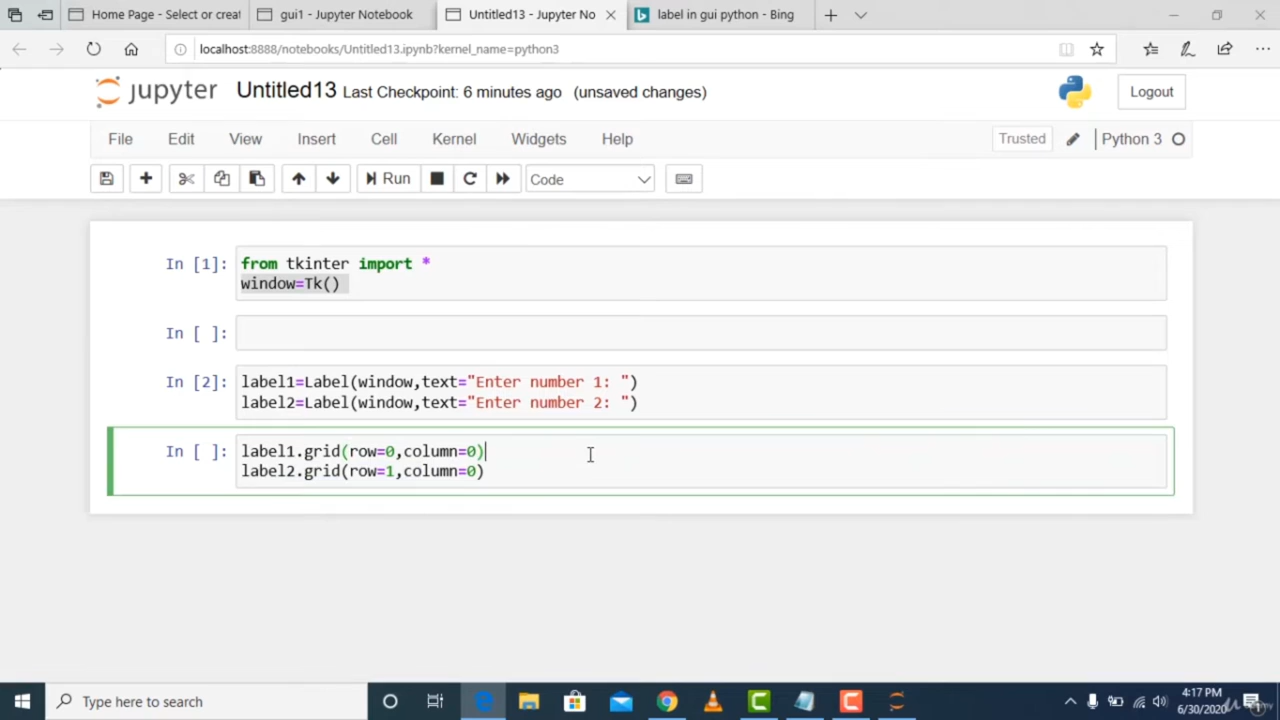 Home Page - Select or creat
gui1 - Jupyter Notebook
Untitled13 - Jupyter No
label in gui python - Bing
localhost:8888/notebooks/Untitled13.ipynb?kernel_name=python3
jupyter Untitled13 Last Checkpoint: 6 minutes ago (unsaved changes)
Logout
File Edit View Insert Cell Kernel Widgets Help
Trusted
Python 3
Run
Code
In [1]: from tkinter import *
window=Tk()
In [ ]:
In [2]: label1=Label(window,text="Enter number 1: ")
label2=Label(window,text="Enter number 2: ")
In [ ]: label1.grid(row=0,column=0)
label2.grid(row=1,column=0)
Type here to search
4:17 PM
6/30/2020